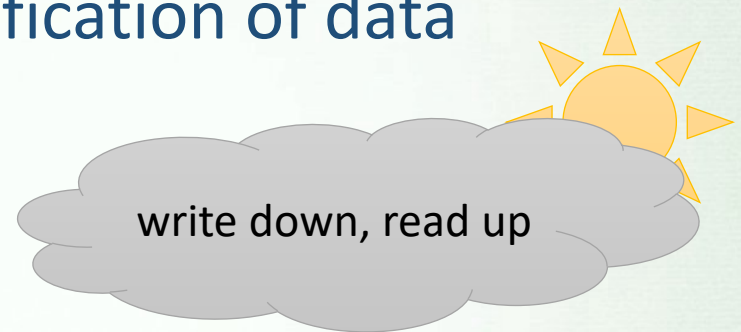 fication of data
write down, read up